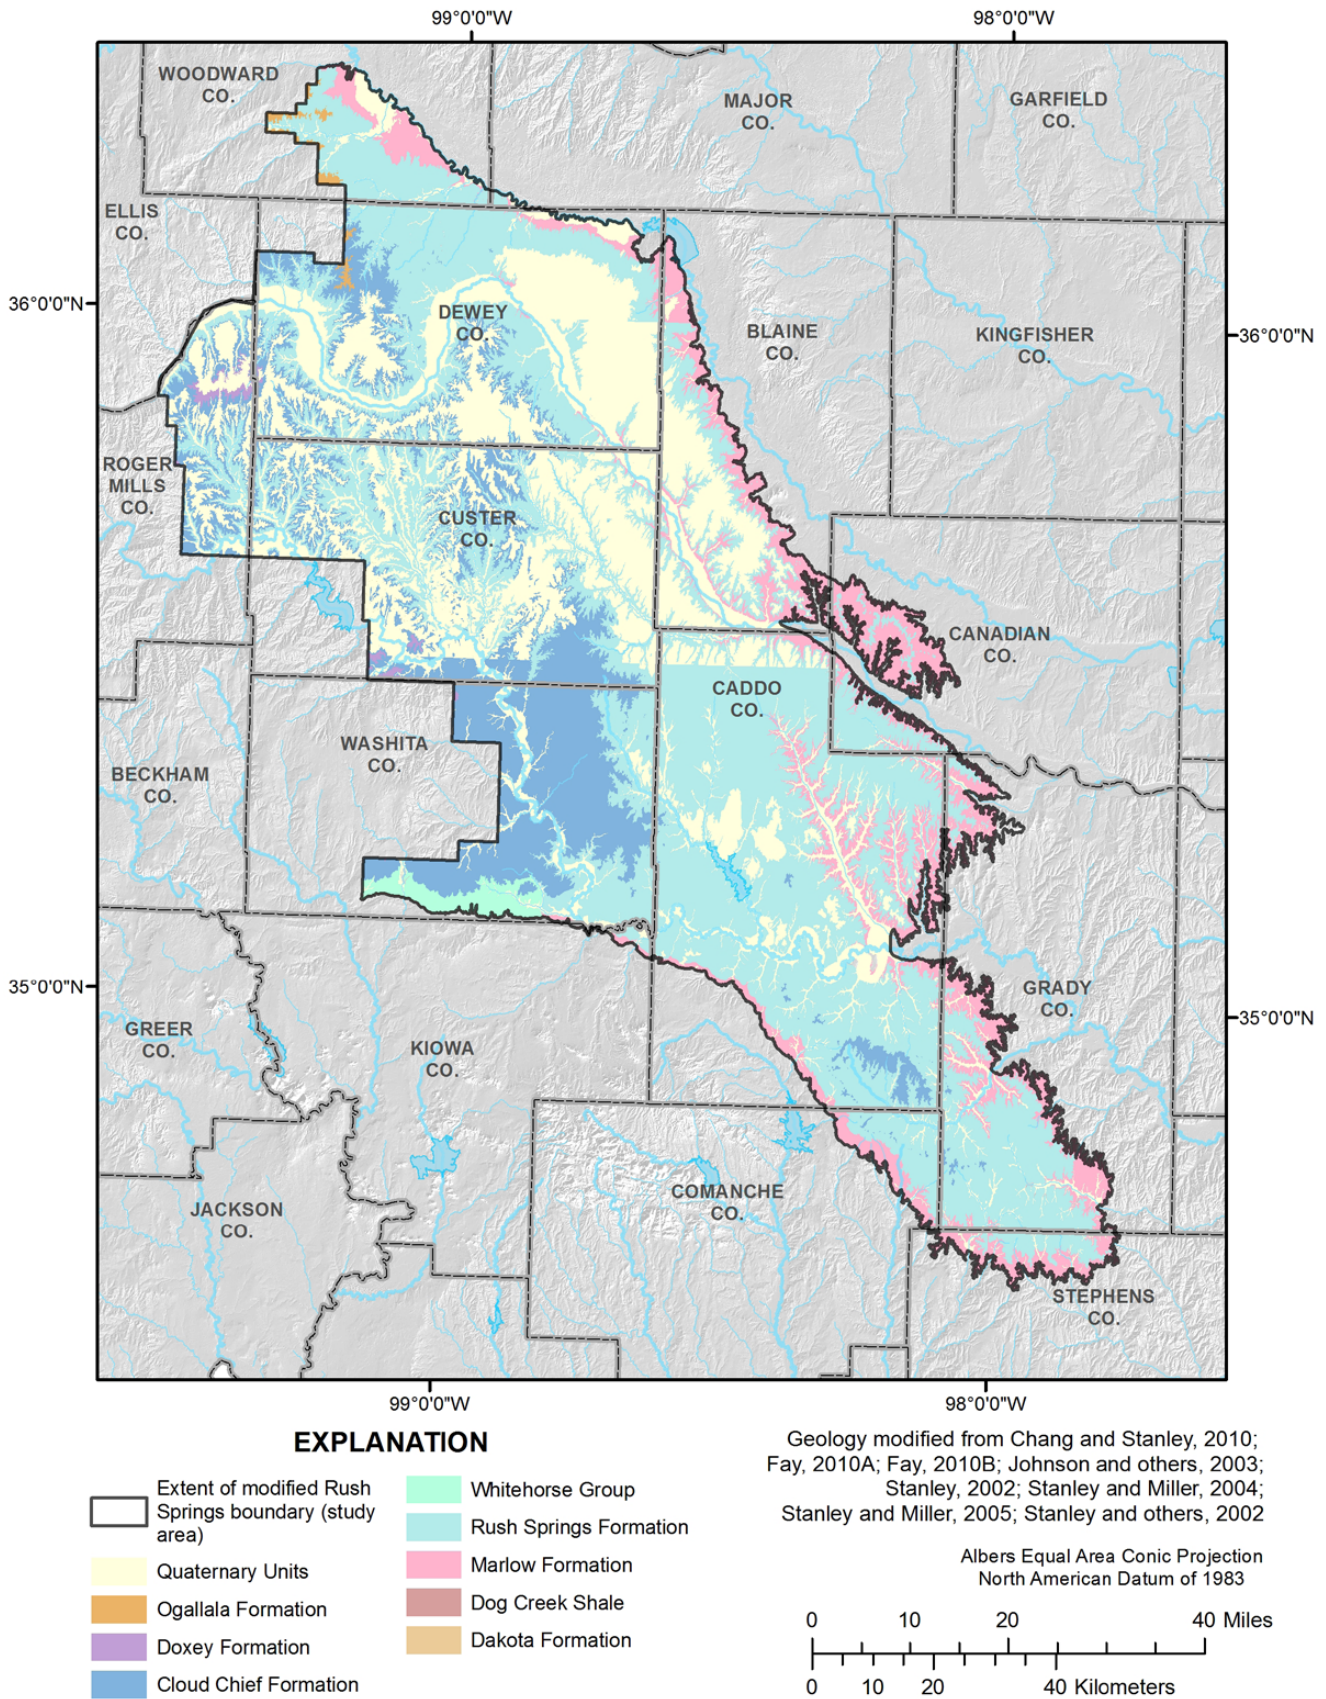 99°0'0"W 98°0'0"W
WOODWARD
CO.
MAJOR
CO.
GARFIELD
CO.
ELLIS
CO.
36°0'0"N
DEWEY
CO.
BLAINE
CO.
KINGFISHER
CO.
36°0'0"N
ROGER
MILLS
CO.
CUSTER
CO.
CANADIAN
CO.
CADDO
CO.
WASHITA
CO.
BECKHAM
CO.
35°0'0"N
GRADY
CO.
35°0'0"N
GREER
CO.
KIOWA
CO.
COMANCHE
CO.
JACKSON
CO.
STEPHENS
CO.
99°0'0"W 98°0'0"W
EXPLANATION
Extent of modified Rush
Springs boundary (study
area)
Quaternary Units
Ogallala Formation
Doxey Formation
Cloud Chief Formation
Whitehorse Group
Rush Springs Formation
Marlow Formation
Dog Creek Shale
Dakota Formation
Geology modified from Chang and Stanley, 2010;
Fay, 2010A; Fay, 2010B; Johnson and others, 2003;
Stanley, 2002; Stanley and Miller, 2004;
Stanley and Miller, 2005; Stanley and others, 2002
Albers Equal Area Conic Projection
North American Datum of 1983
0 10 20 40 Miles
0 10 20 40 Kilometers